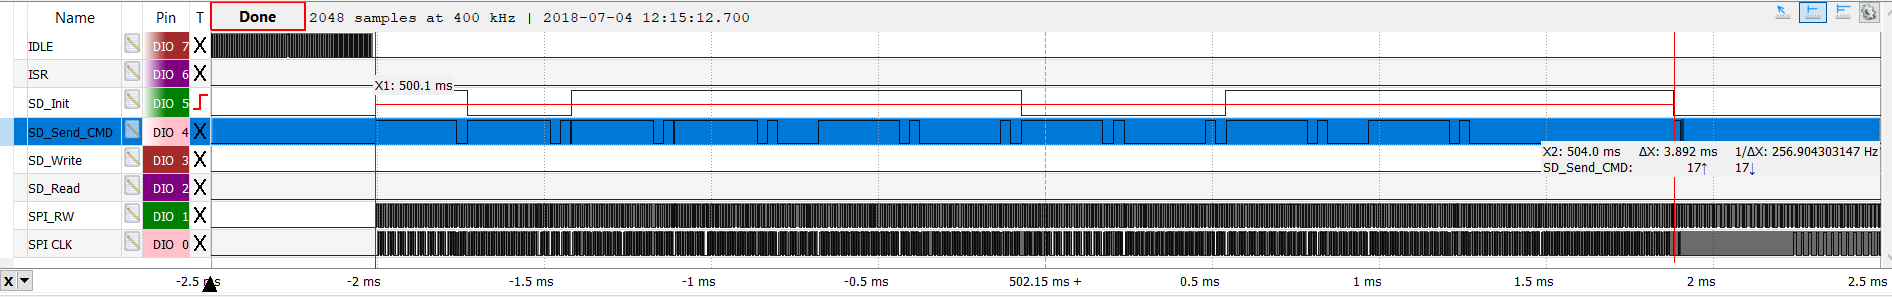 Name Pin T Done 2048 samples at 400 kHz | 2018-07-04 12:15:12.700
IDLE DIO 7 X
ISR DIO 6 X
X1: 500.1 ms
SD_Init DIO 5
SD_Send_CMD DIO 4 X
X2: 504.0 ms ΔX: 3.892 ms 1/ΔX: 256.904303147 Hz
SD_Write DIO 3 X
SD_Send_CMD: 17↑ 17↓
SD_Read DIO 2 X
SPI_RW DIO 1 X
SPI CLK DIO 0 X
X -2.5 ms -2 ms -1.5 ms -1 ms -0.5 ms 502.15 ms + 0.5 ms 1 ms 1.5 ms 2 ms 2.5 ms